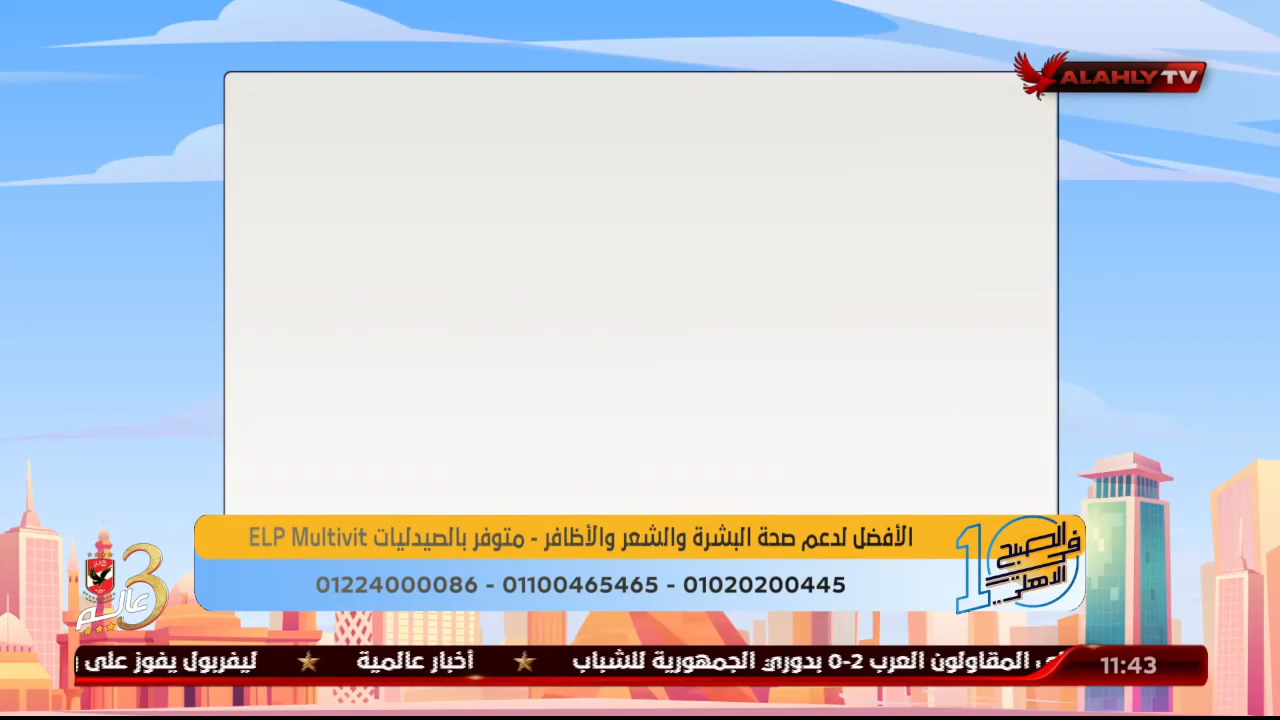 ALAHLY TV
الأفضل لدعم صحة البشرة والشعر والأظافر - متوفر بالصيدليات ELP Multivit
01224000086 - 01100465465 - 01020200445
10 الصبح
في
الأهلي
3 عالم
المقاولون العرب 2-0 بدوري الجمهورية للشباب ★ أخبار عالمية ★ ليفربول يفوز على
11:43